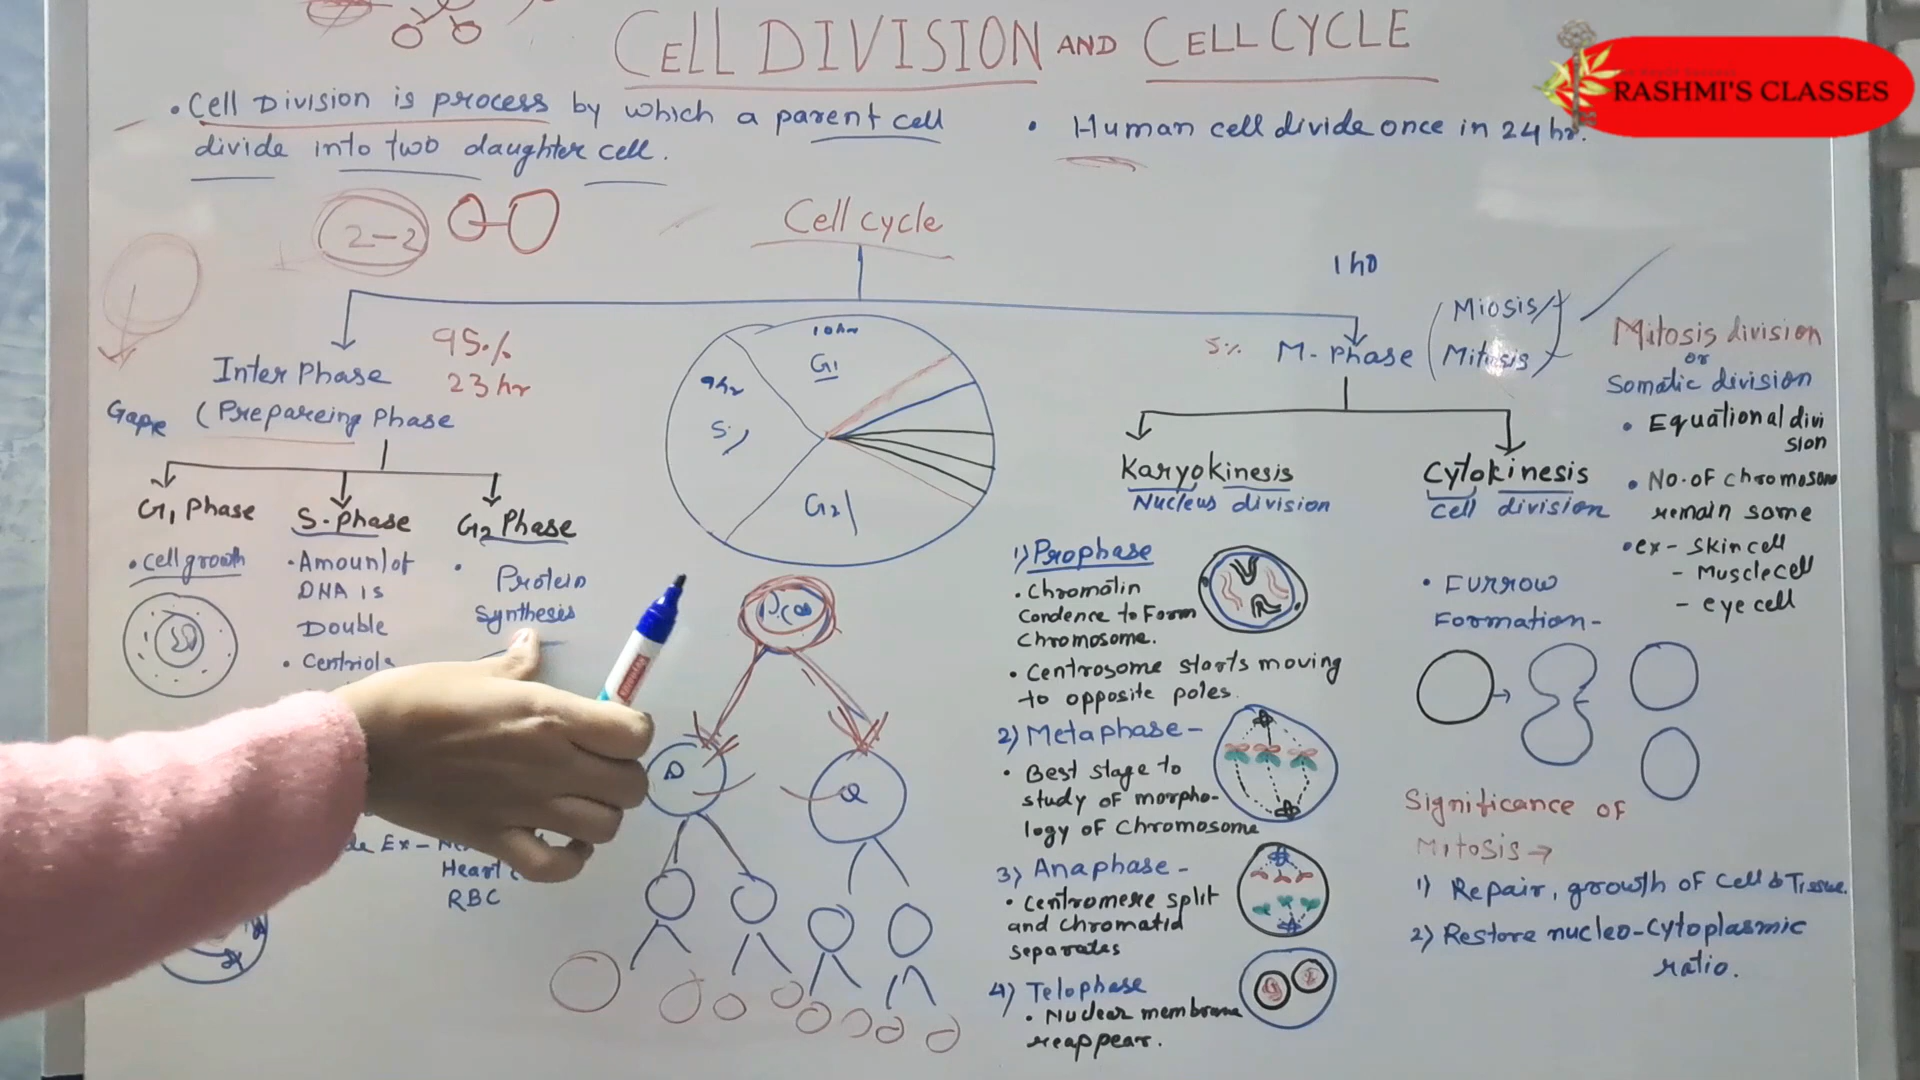 CELL DIVISION AND CELL CYCLE
RASHMI'S CLASSES
• Cell Division is process by which a parent cell
divide into two daughter cell.
• Human cell divide once in 24 hr.
2-2
Cell cycle
Inter Phase
(Prepareing Phase
95%
23 hr
Gape
G1 Phase
• cell growth
S-Phase
• Amount of
DNA is
Double
• Centriole
G2 Phase
• Protein
synthesis
Ex -
Heart
RBC
10hr
G1
9hr
S
G2
D
1 hr
5% M-Phase
(Miosis
Mitosis
Karyokinesis
Nucleus division
1) Prophase
• Chromatin
Condence to Form
Chromosome.
• Centrosome starts moving
to opposite poles.
2) Metaphase -
• Best stage to
study of morpho-
logy of chromosome
3) Anaphase -
• Centromere split
and chromatid
separates
4) Telophase
• Nuclear membrane
reappear.
Cytokinesis
Cell division
• Furrow
Formation -
Mitosis division
or
Somatic division
• Equational divi
sion
• No. of chromosome
remain some
• ex - skin cell
- Muscle cell
- eye cell
Significance of
Mitosis →
1) Repair, growth of cell & Tissue.
2) Restore nucleo-cytoplasmic
ratio.